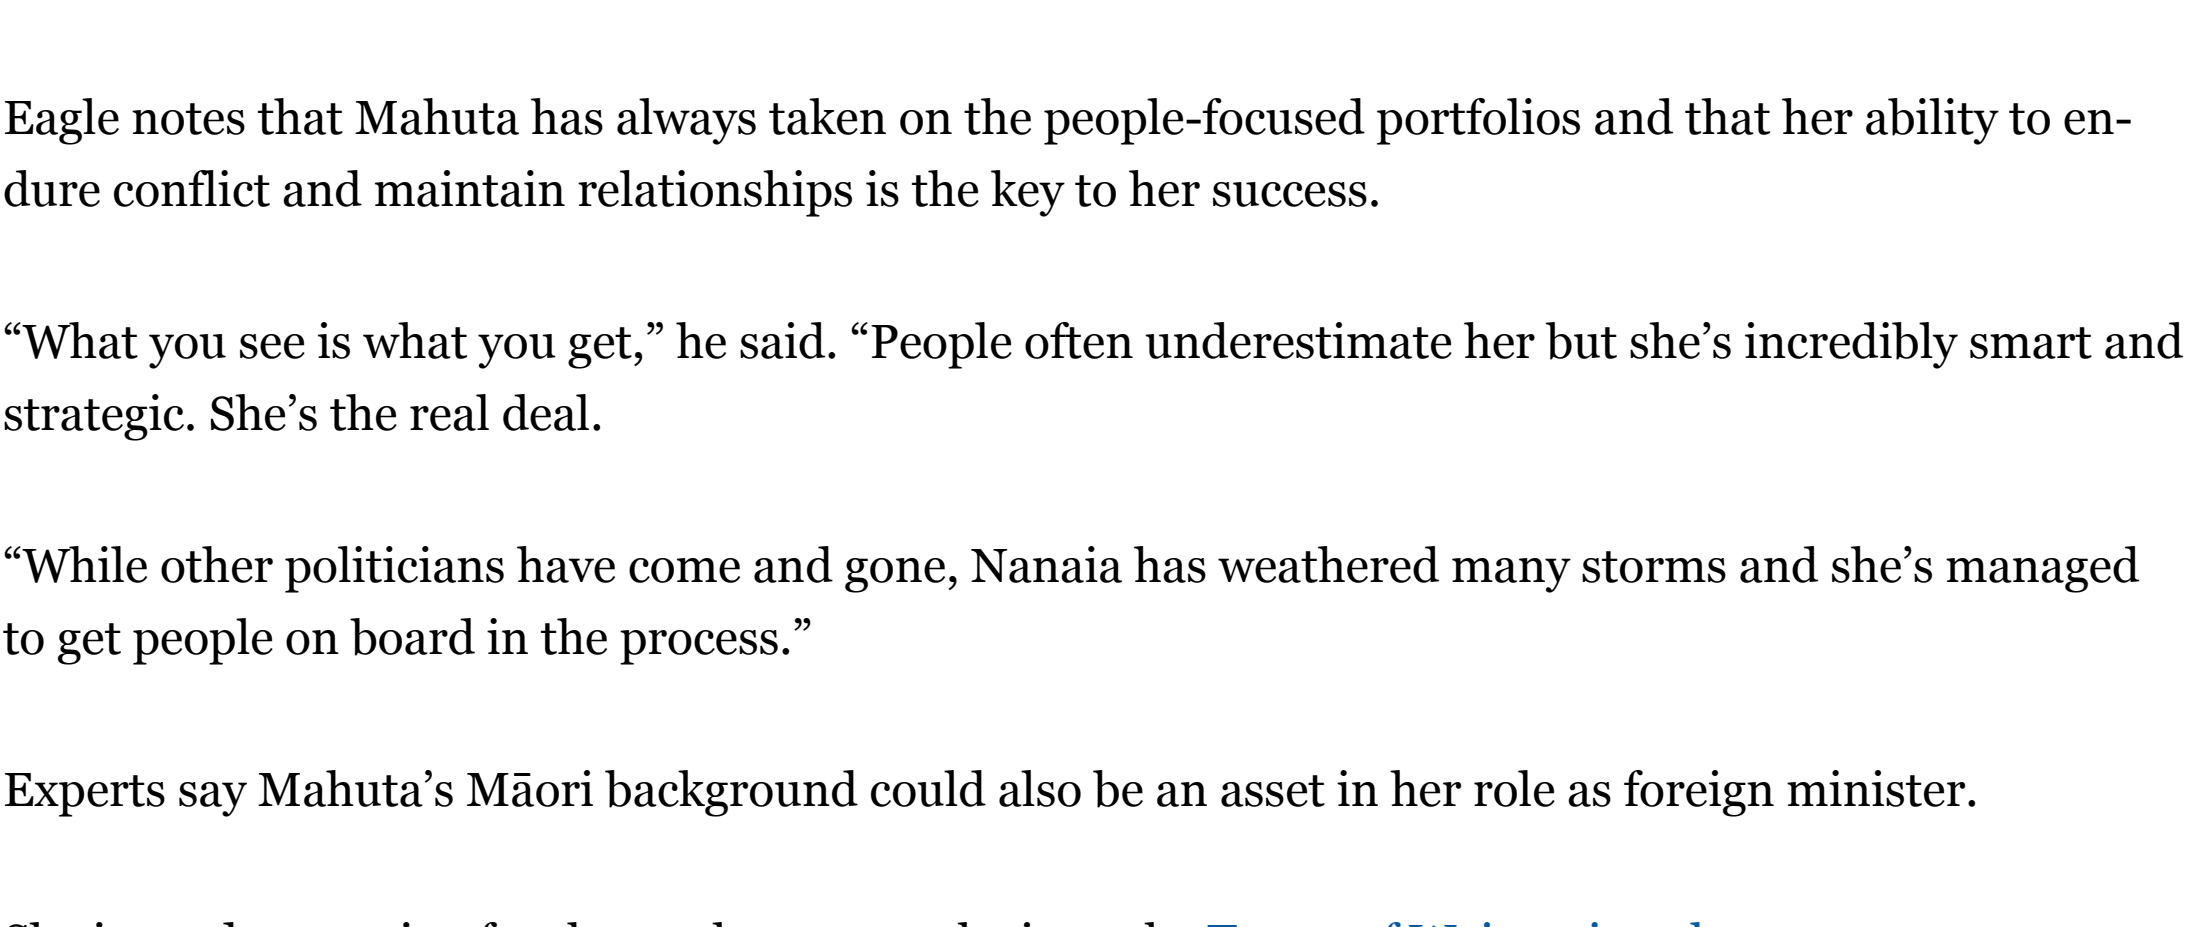 Eagle notes that Mahuta has always taken on the people-focused portfolios and that her ability to en-
dure conflict and maintain relationships is the key to her success.
“What you see is what you get,” he said. “People often underestimate her but she’s incredibly smart and
strategic. She’s the real deal.
“While other politicians have come and gone, Nanaia has weathered many storms and she’s managed
to get people on board in the process.”
Experts say Mahuta’s Māori background could also be an asset in her role as foreign minister.